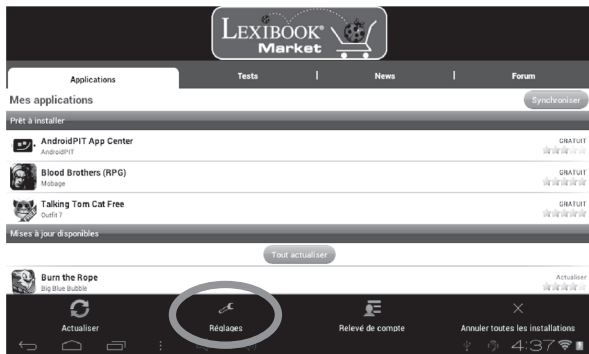 LEXIBOOK®
Market
Applications Tests | News | Forum
Mes applications Synchroniser
Prêt à installer
AndroidPIT App Center GRATUIT
AndroidPIT
Blood Brothers (RPG) GRATUIT
Mobage
Talking Tom Cat Free GRATUIT
Outfit 7
Mises à jour disponibles
Tout actualiser
Burn the Rope Actualiser
Big Blue Bubble
Actualiser Réglages Relevé de compte Annuler toutes les installations
4:37